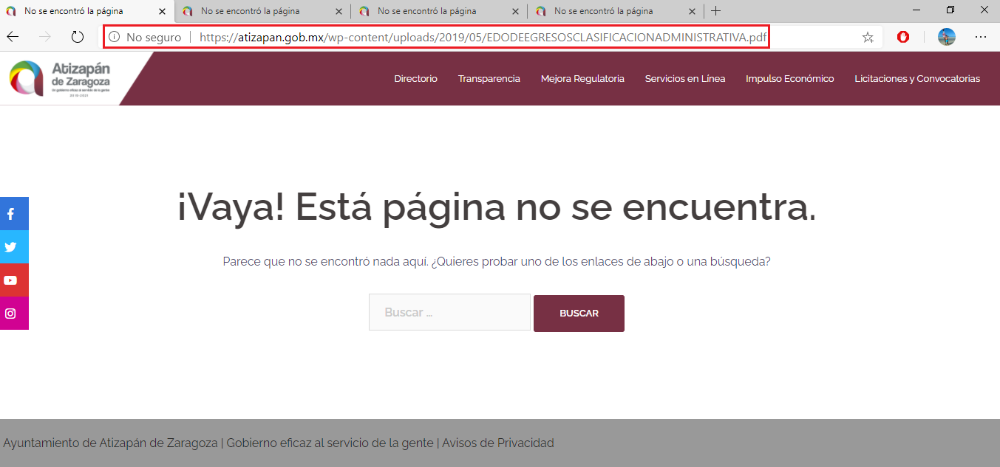 No se encontró la página
No se encontró la página
No se encontró la página
No se encontró la página
No seguro
https://atizapan.gob.mx/wp-content/uploads/2019/05/EDODEEGRESOSCLASIFICACIONADMINISTRATIVA.pdf
Atizapán
de Zaragoza
Un gobierno eficaz al servicio de la gente
2019-2021
Directorio
Transparencia
Mejora Regulatoria
Servicios en Línea
Impulso Económico
Licitaciones y Convocatorias
¡Vaya! Está página no se encuentra.
Parece que no se encontró nada aquí. ¿Quieres probar uno de los enlaces de abajo o una búsqueda?
Buscar ...
BUSCAR
Ayuntamiento de Atizapán de Zaragoza | Gobierno eficaz al servicio de la gente | Avisos de Privacidad